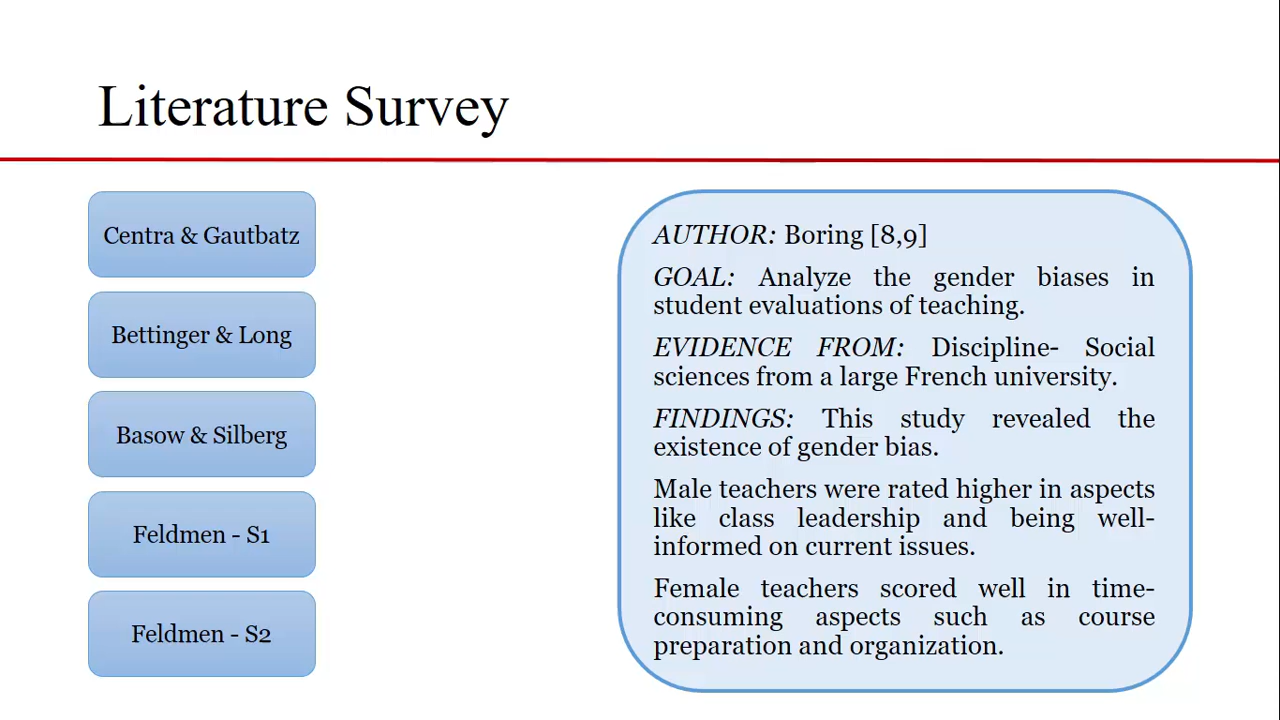 Literature Survey
Centra & Gautbatz
Bettinger & Long
Basow & Silberg
Feldmen - S1
Feldmen - S2
AUTHOR: Boring [8,9]
GOAL: Analyze the gender biases in
student evaluations of teaching.
EVIDENCE FROM: Discipline- Social
sciences from a large French university.
FINDINGS: This study revealed the
existence of gender bias.
Male teachers were rated higher in aspects
like class leadership and being well-
informed on current issues.
Female teachers scored well in time-
consuming aspects such as course
preparation and organization.